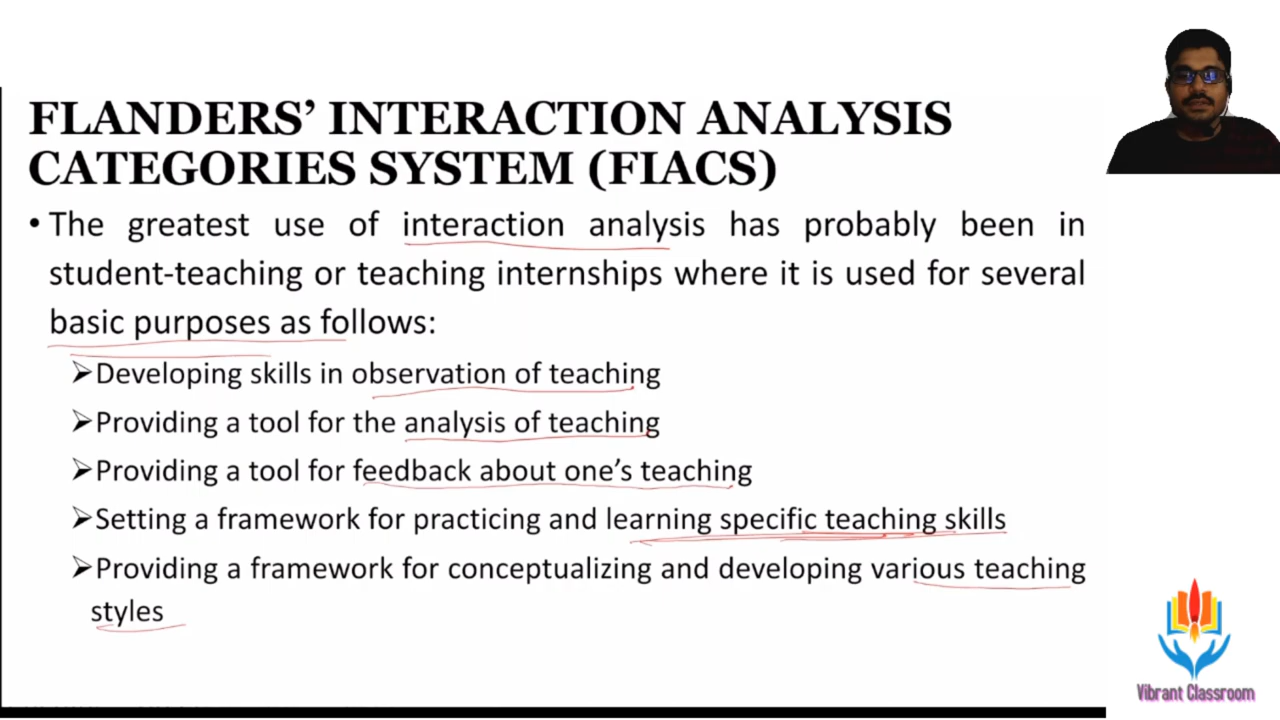 FLANDERS’ INTERACTION ANALYSIS
CATEGORIES SYSTEM (FIACS)
• The greatest use of interaction analysis has probably been in
student-teaching or teaching internships where it is used for several
basic purposes as follows:
➢Developing skills in observation of teaching
➢Providing a tool for the analysis of teaching
➢Providing a tool for feedback about one’s teaching
➢Setting a framework for practicing and learning specific teaching skills
➢Providing a framework for conceptualizing and developing various teaching
styles
Vibrant Classroom